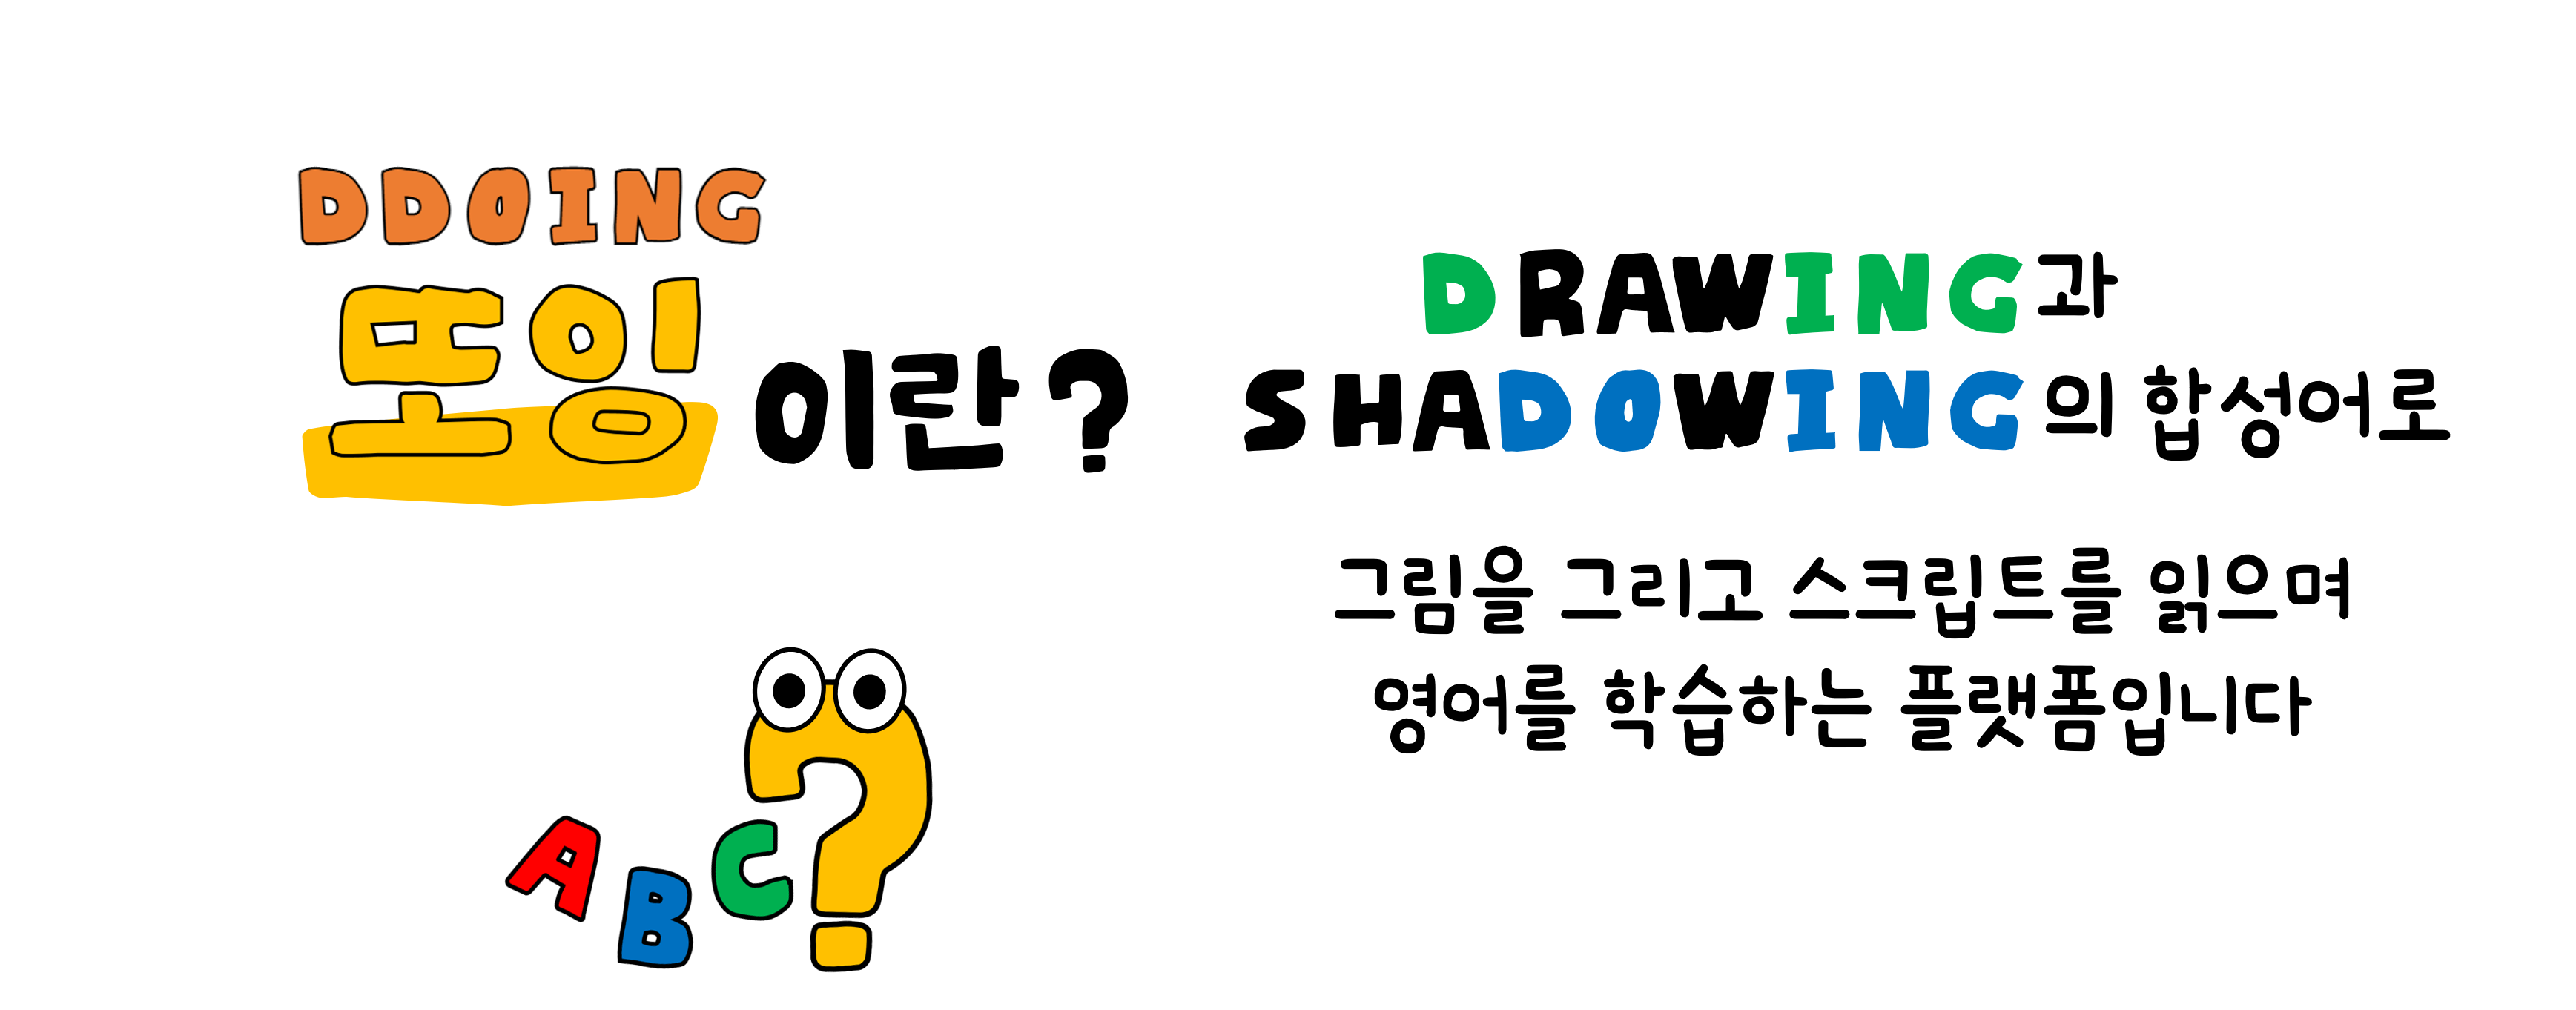 DDOING
또잉이란?
DRAWING과
SHADOWING의 합성어로
그림을 그리고 스크립트를 읽으며
영어를 학습하는 플랫폼입니다
ABC?